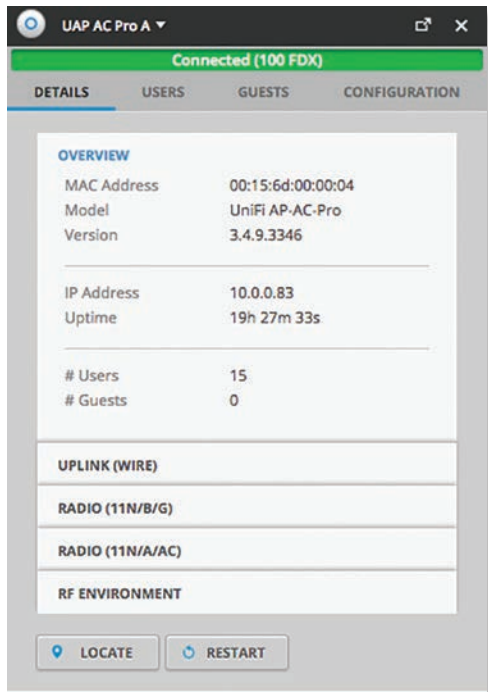 UAP AC Pro A
Connected (100 FDX)
DETAILS USERS GUESTS CONFIGURATION
OVERVIEW
MAC Address 00:15:6d:00:00:04
Model UniFi AP-AC-Pro
Version 3.4.9.3346
IP Address 10.0.0.83
Uptime 19h 27m 33s
# Users 15
# Guests 0
UPLINK (WIRE)
RADIO (11N/B/G)
RADIO (11N/A/AC)
RF ENVIRONMENT
LOCATE RESTART